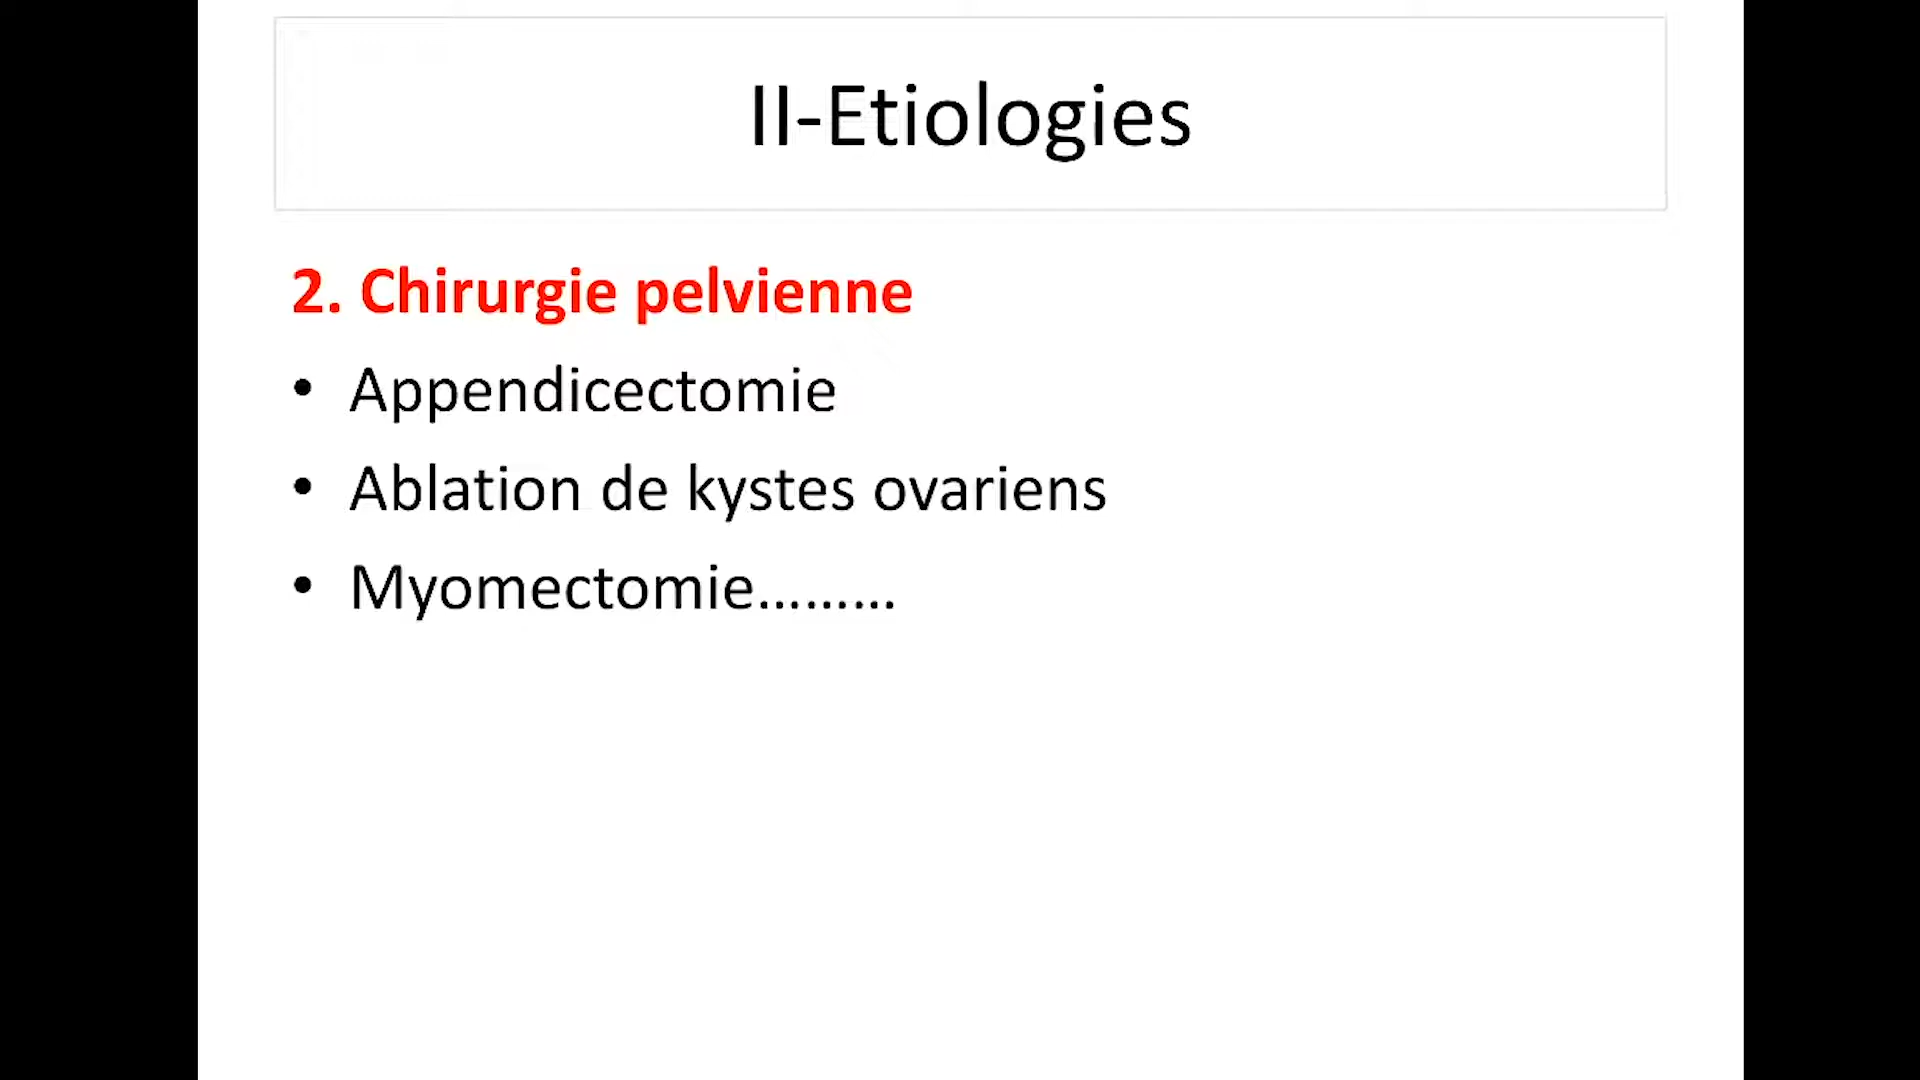 II-Etiologies
2. Chirurgie pelvienne
• Appendicectomie
• Ablation de kystes ovariens
• Myomectomie.........